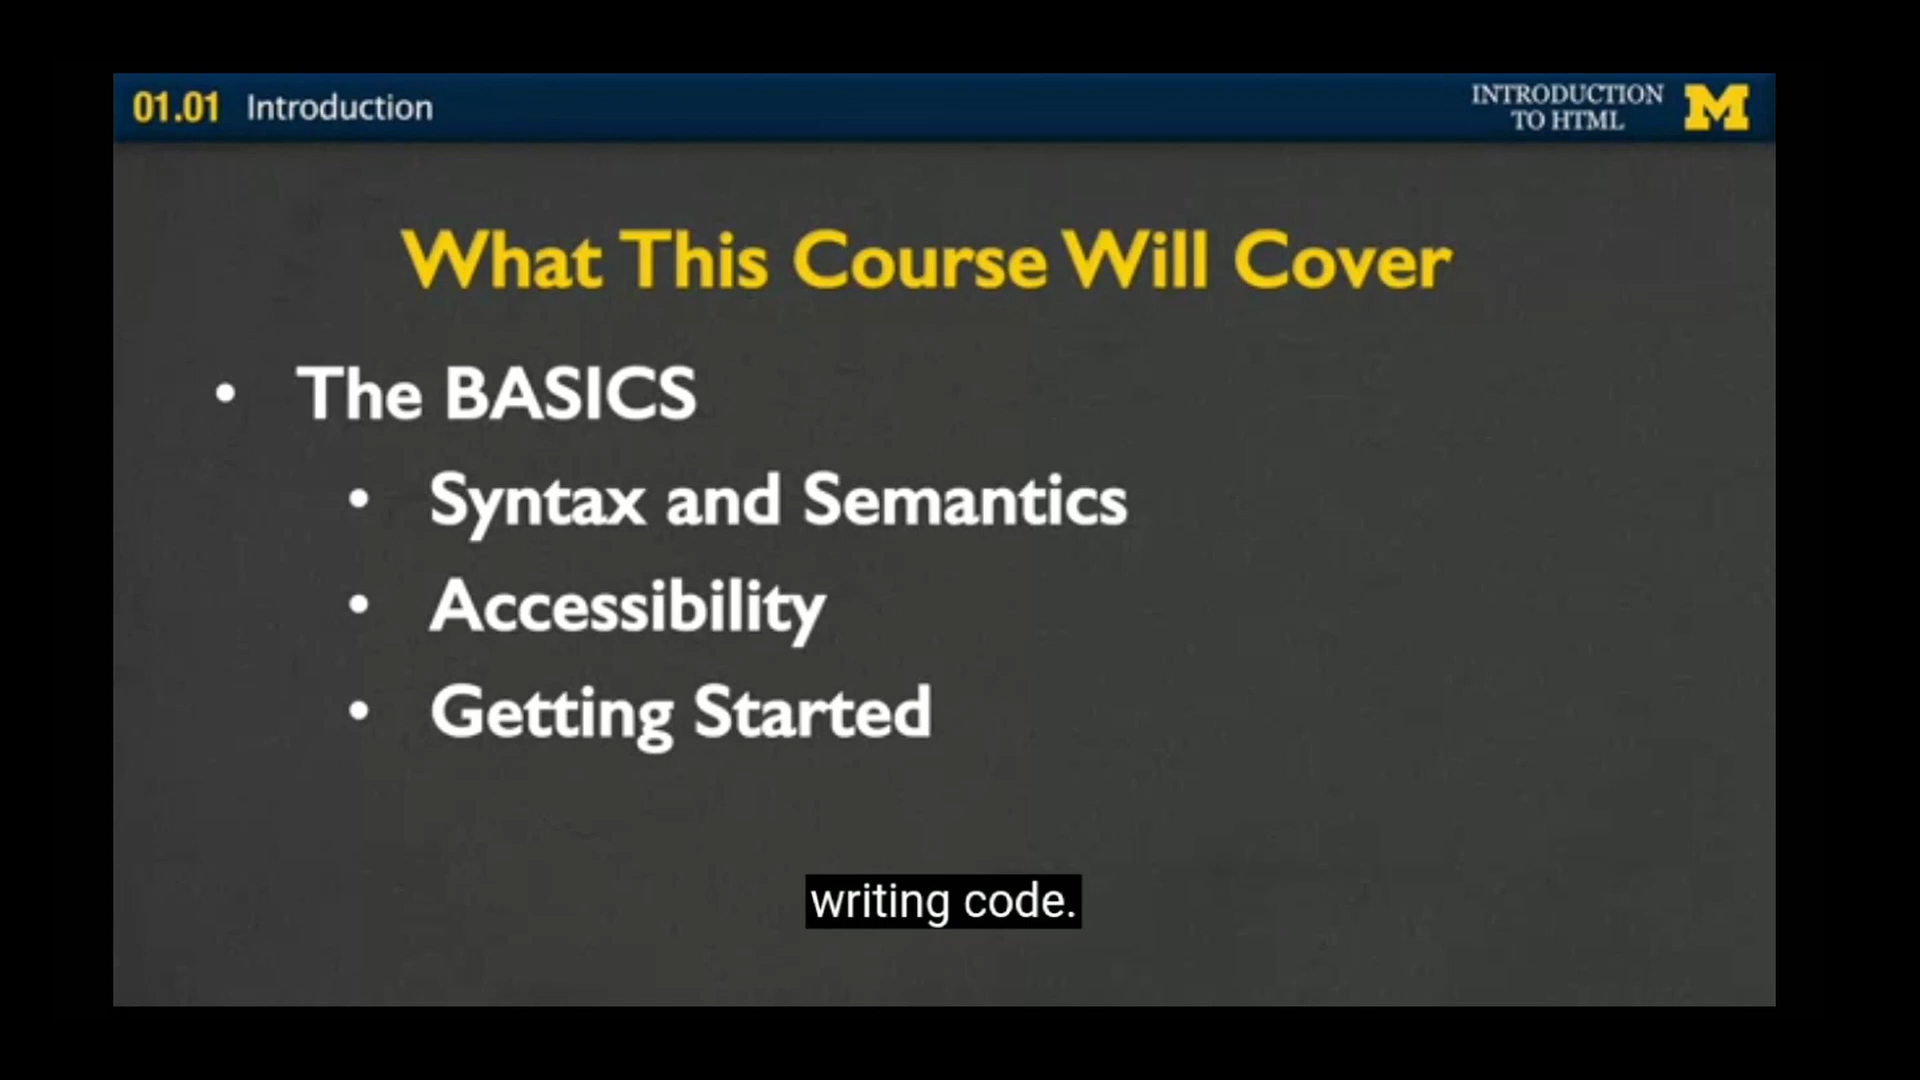 01.01 Introduction
INTRODUCTION
TO HTML
M
What This Course Will Cover
• The BASICS
• Syntax and Semantics
• Accessibility
• Getting Started
writing code.